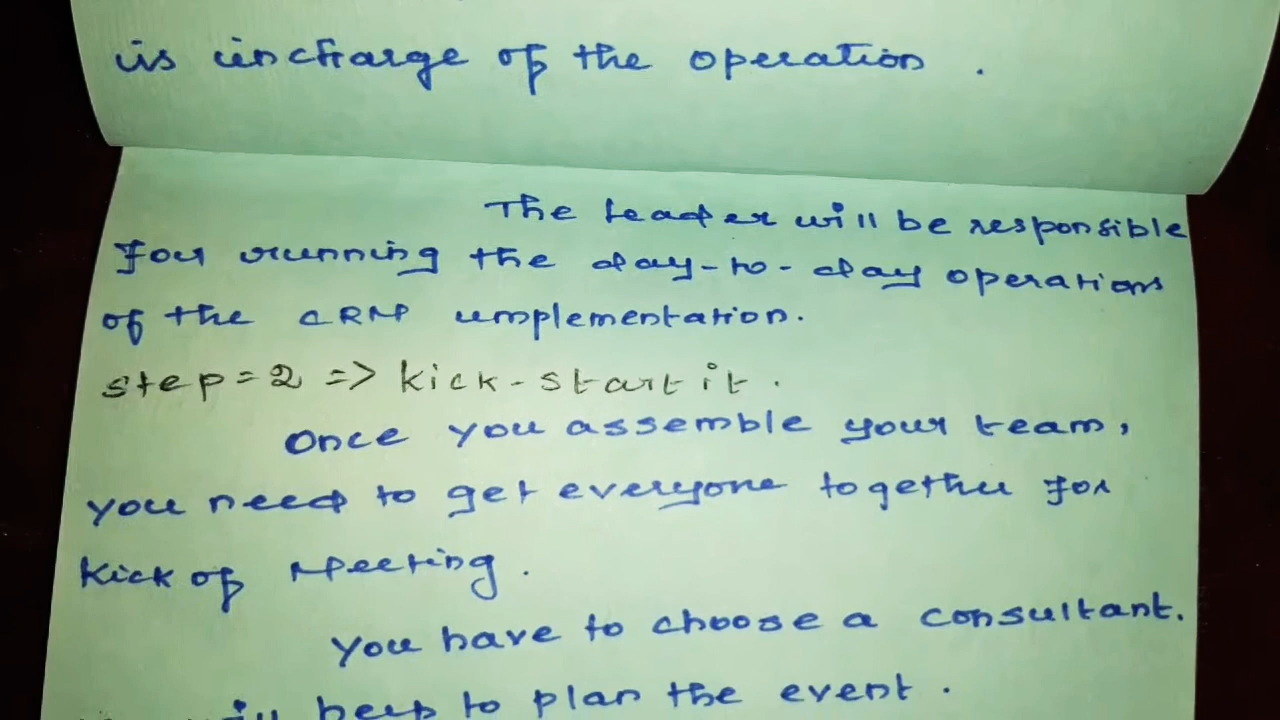 is incharge of the operation .
The leader will be responsible
for running the day-to-day operations
of the CRM implementation.
step=2 => kick-start it.
Once you assemble your team,
you need to get everyone together for
kick of Meeting.
You have to choose a consultant.
help to plan the event.